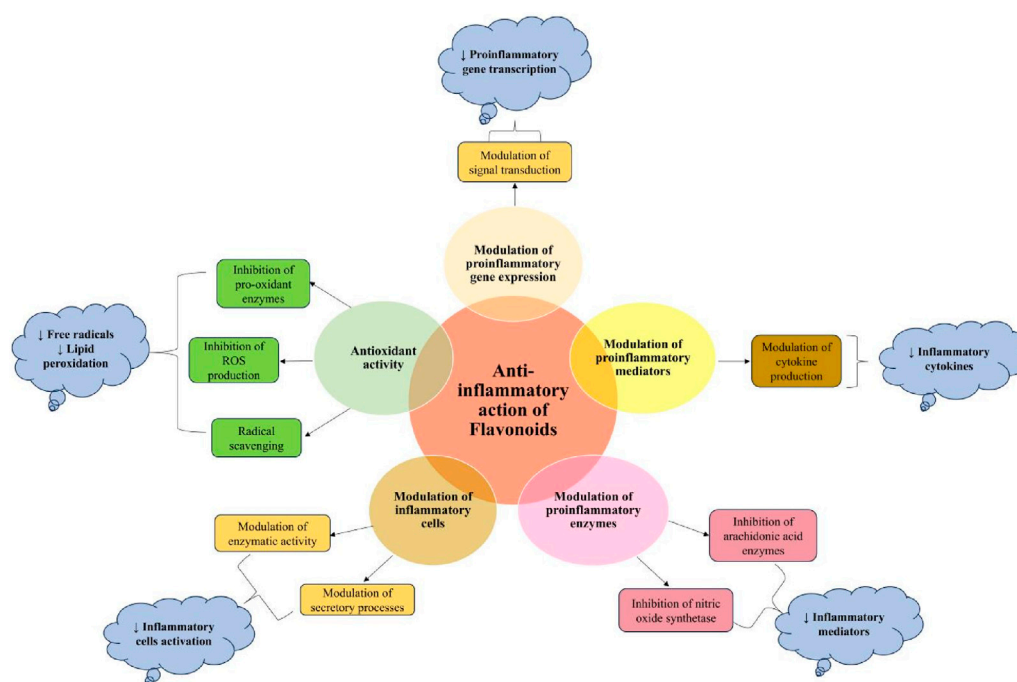 ↓ Proinflammatory
gene transcription
Modulation of
signal transduction
Modulation of
proinflammatory
gene expression
Inhibition of
pro-oxidant
enzymes
↓ Free radicals
↓ Lipid
peroxidation
Inhibition of
ROS
production
Antioxidant
activity
Radical
scavenging
Modulation of
proinflammatory
mediators
Modulation of
cytokine
production
↓ Inflammatory
cytokines
Anti-
inflammatory
action of
Flavonoids
Modulation of
inflammatory
cells
Modulation of
enzymatic activity
Modulation of
secretory processes
↓ Inflammatory
cells activation
Modulation of
proinflammatory
enzymes
Inhibition of
arachidonic acid
enzymes
Inhibition of nitric
oxide synthetase
↓ Inflammatory
mediators